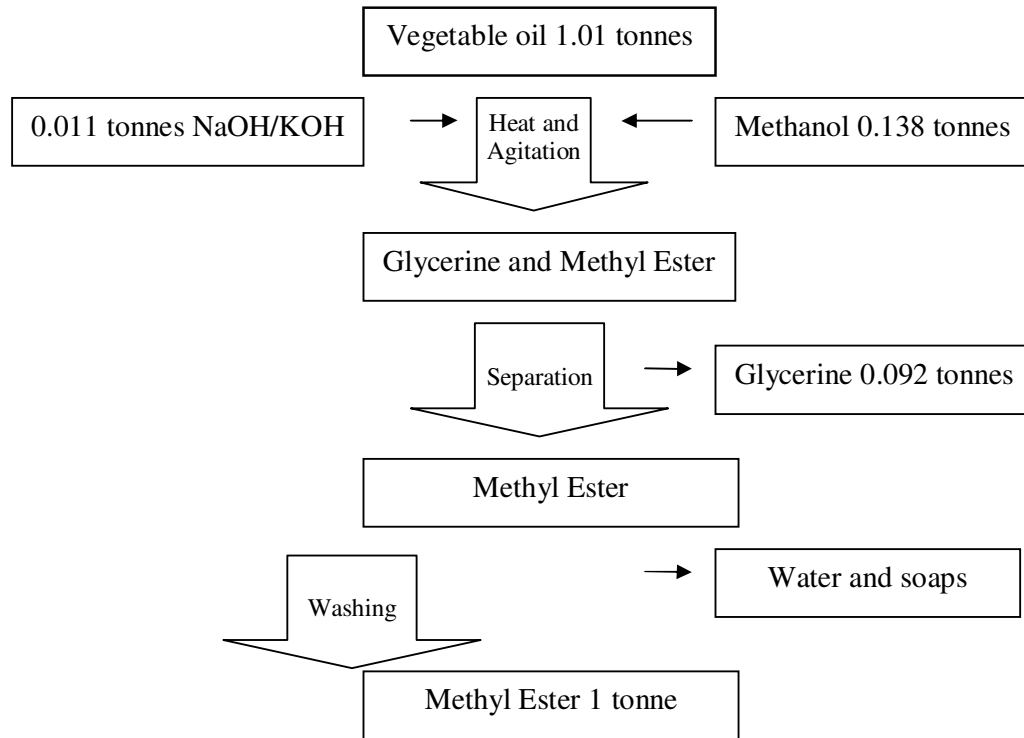 Vegetable oil 1.01 tonnes
0.011 tonnes NaOH/KOH
Heat and
Agitation
Methanol 0.138 tonnes
Glycerine and Methyl Ester
Separation
Glycerine 0.092 tonnes
Methyl Ester
Water and soaps
Washing
Methyl Ester 1 tonne